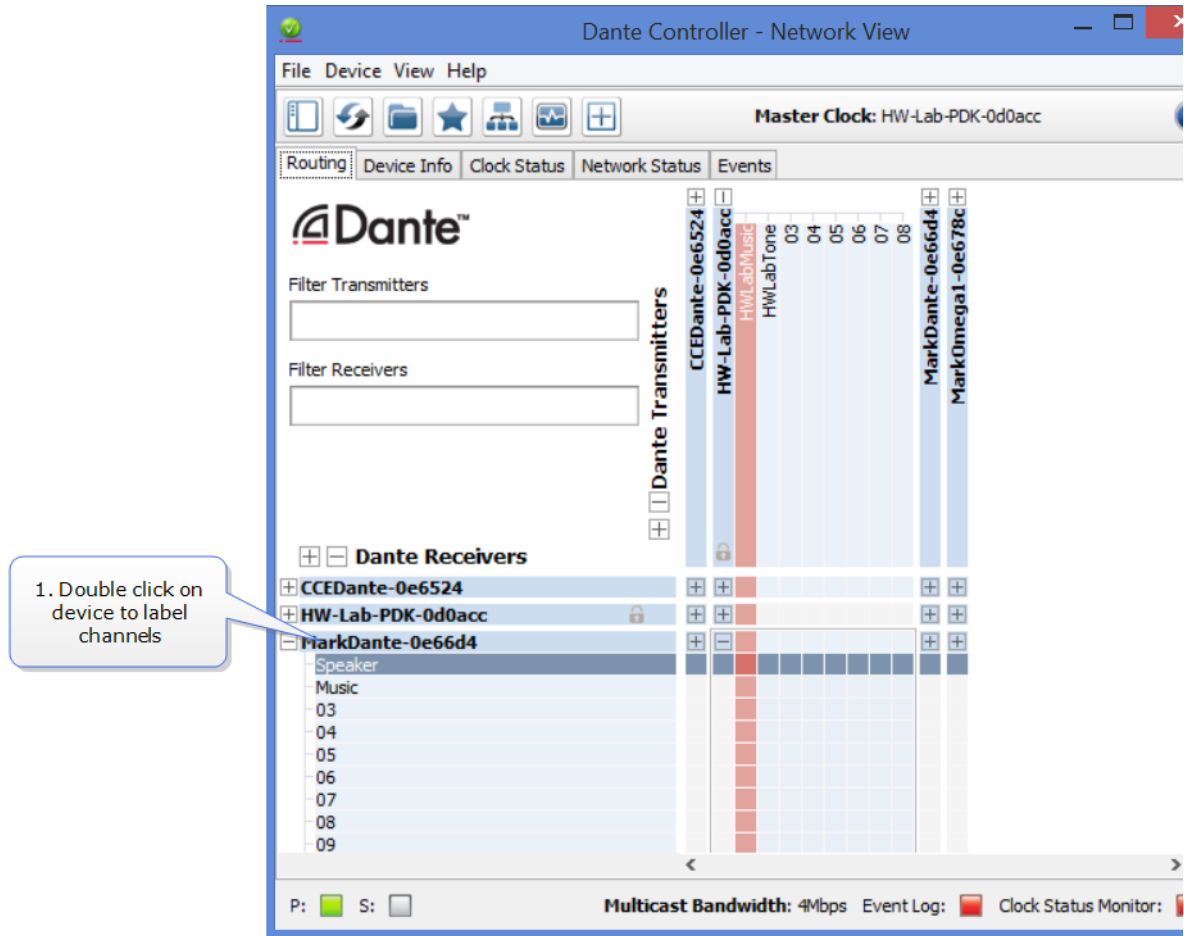 Dante Controller - Network View
File Device View Help
Master Clock: HW-Lab-PDK-0d0acc
Routing Device Info Clock Status Network Status Events
Dante™
Filter Transmitters
Filter Receivers
Dante Transmitters
CCEDante-0e6524
HW-Lab-PDK-0d0acc
HWLabMusic
HWLabTone
03
04
05
06
07
08
MarkDante-0e66d4
MarkOmega1-0e678c
Dante Receivers
CCEDante-0e6524
HW-Lab-PDK-0d0acc
MarkDante-0e66d4
Speaker
Music
03
04
05
06
07
08
09
1. Double click on
device to label
channels
P: S: Multicast Bandwidth: 4Mbps Event Log: Clock Status Monitor: